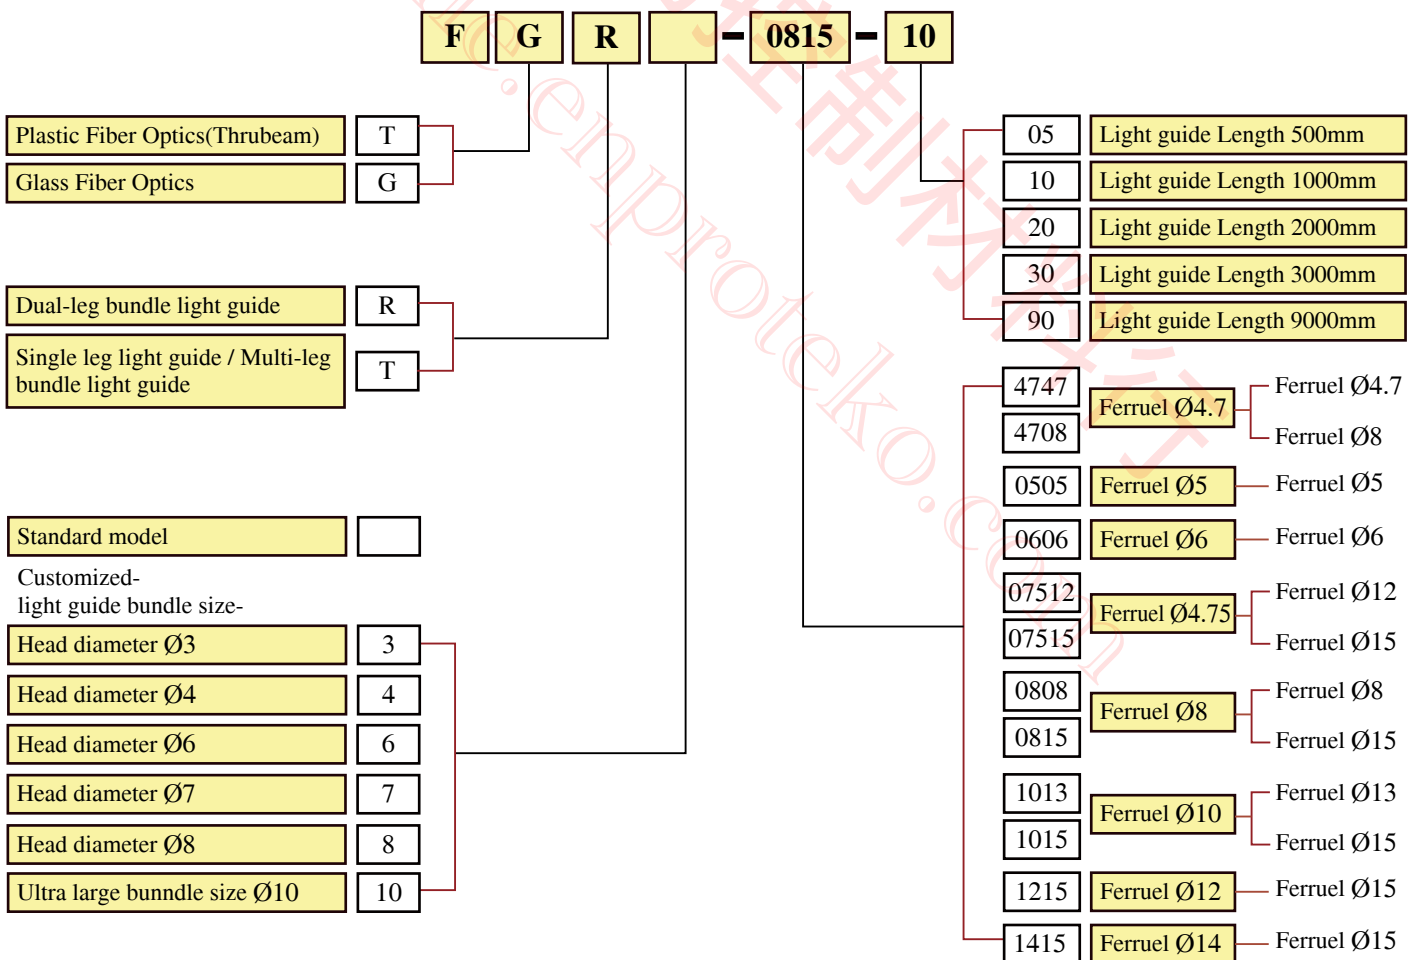 F G R - 0815 - 10
Plastic Fiber Optics(Thrubeam) T
Glass Fiber Optics G
Dual-leg bundle light guide R
Single leg light guide / Multi-leg
bundle light guide T
Standard model
Customized-
light guide bundle size-
Head diameter Ø3 3
Head diameter Ø4 4
Head diameter Ø6 6
Head diameter Ø7 7
Head diameter Ø8 8
Ultra large bunndle size Ø10 10
05 Light guide Length 500mm
10 Light guide Length 1000mm
20 Light guide Length 2000mm
30 Light guide Length 3000mm
90 Light guide Length 9000mm
4747 Ferruel Ø4.7 Ferruel Ø4.7
4708 Ferruel Ø8
0505 Ferruel Ø5 Ferruel Ø5
0606 Ferruel Ø6 Ferruel Ø6
07512 Ferruel Ø4.75 Ferruel Ø12
07515 Ferruel Ø15
0808 Ferruel Ø8 Ferruel Ø8
0815 Ferruel Ø15
1013 Ferruel Ø10 Ferruel Ø13
1015 Ferruel Ø15
1215 Ferruel Ø12 Ferruel Ø15
1415 Ferruel Ø14 Ferruel Ø15
控制材料行
.enproteko.com